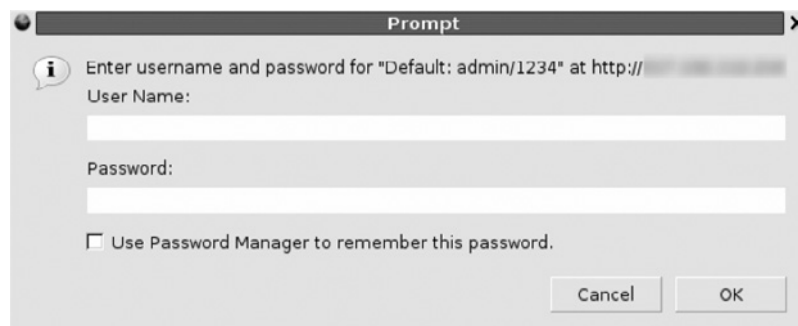 Prompt
Enter username and password for "Default: admin/1234" at http://
User Name:
Password:
Use Password Manager to remember this password.
Cancel OK